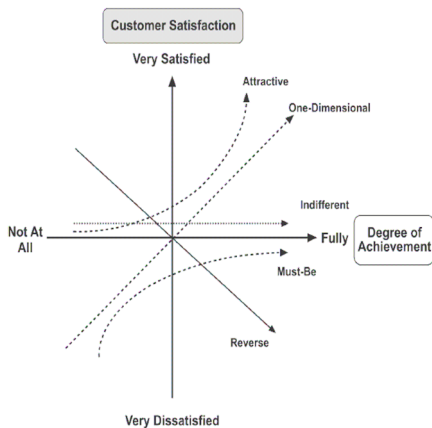 Customer Satisfaction
Very Satisfied
Attractive
One-Dimensional
Indifferent
Not At
All
Fully
Degree of
Achievement
Must-Be
Reverse
Very Dissatisfied